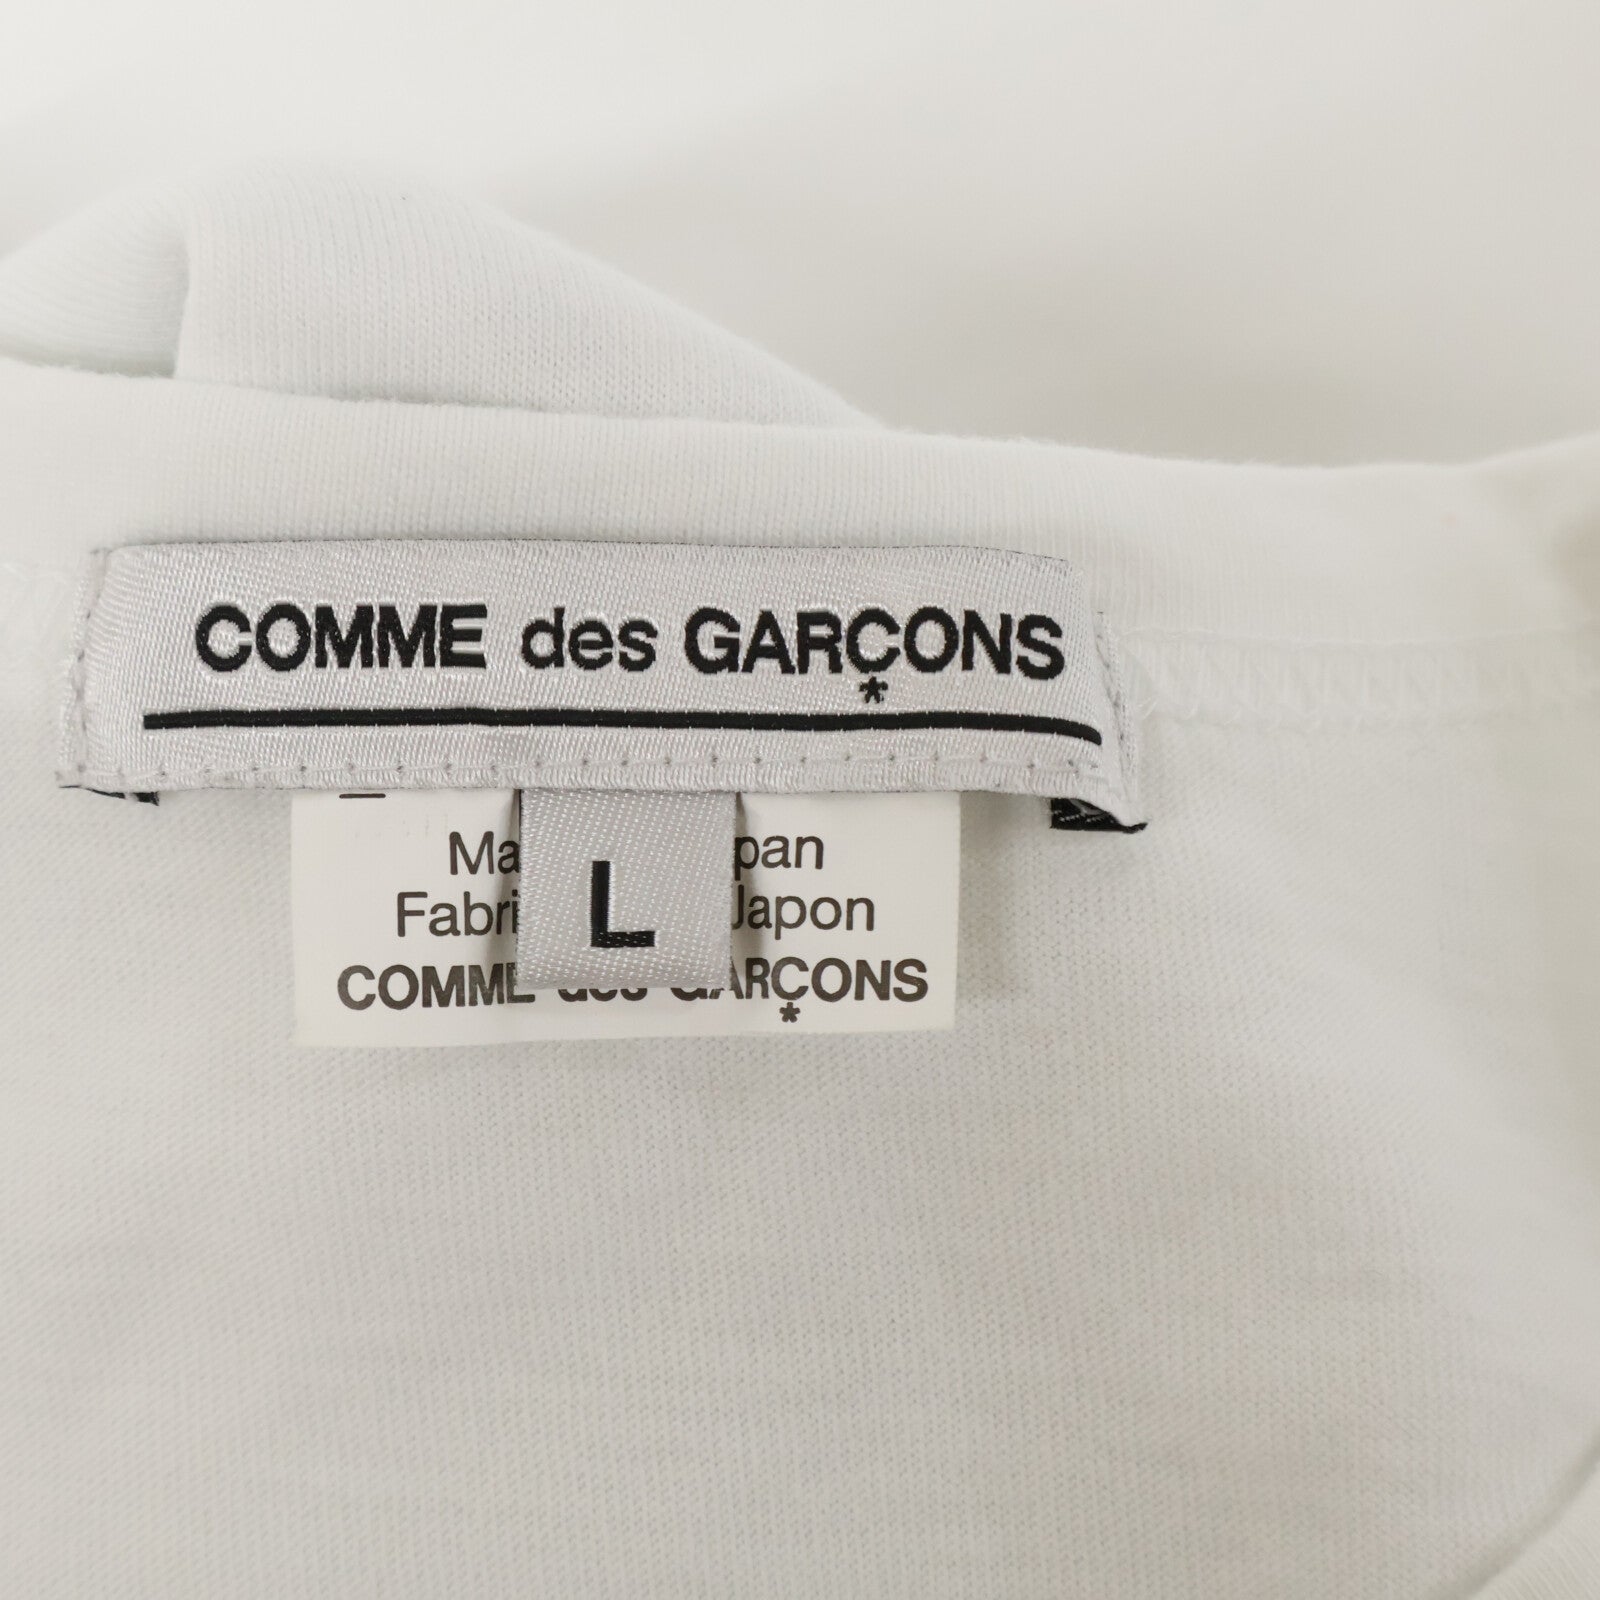 COMME des GARÇONS
*
L
Ma pan
Fabri Japon
COMME des GARÇONS
*